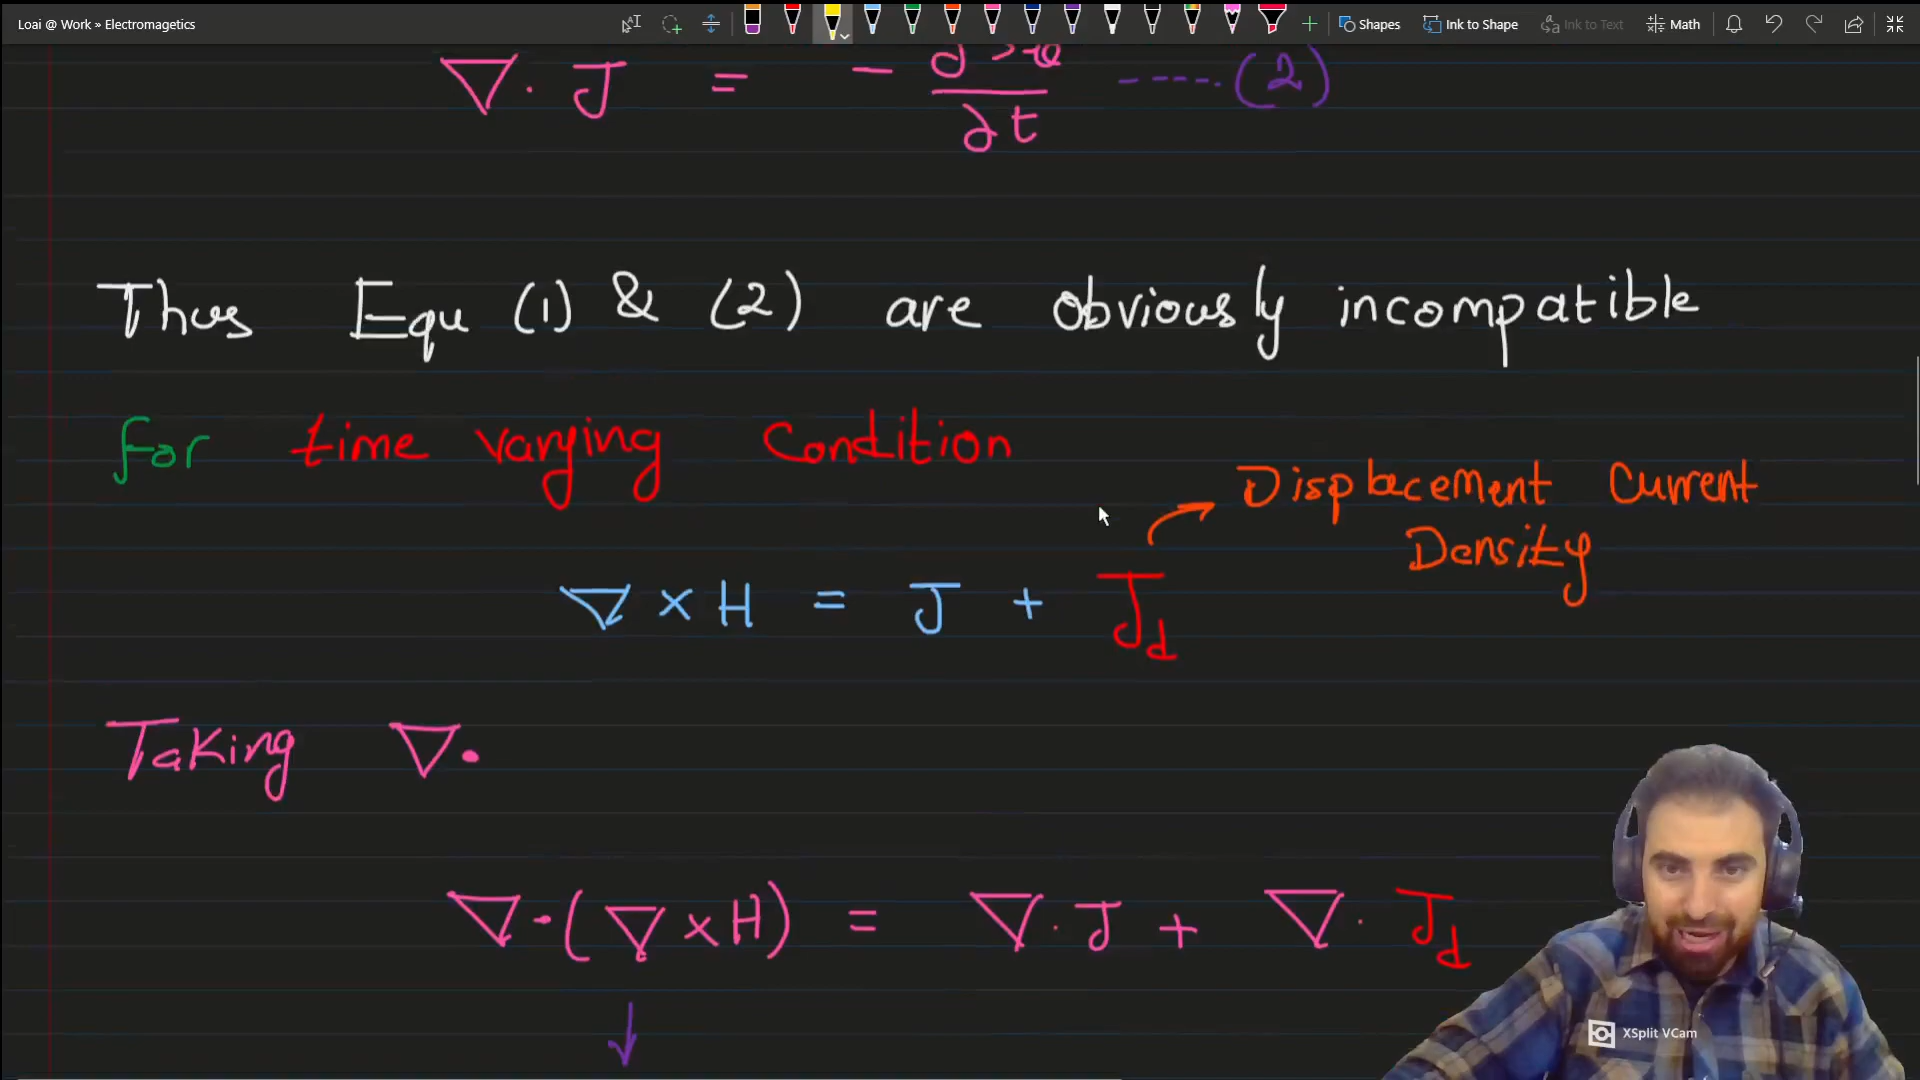 Loai @ Work » Electromagetics
Shapes Ink to Shape Ink to Text Math
∇ · J = - ∂ / ∂t ----- (2)
Thus Equ (1) & (2) are obviously incompatible
for time varying Condition
Displacement Current
Density
∇ × H = J + Jd
Taking ∇•
∇·(∇ × H) = ∇ · J + ∇ · Jd
↓
XSplit VCam